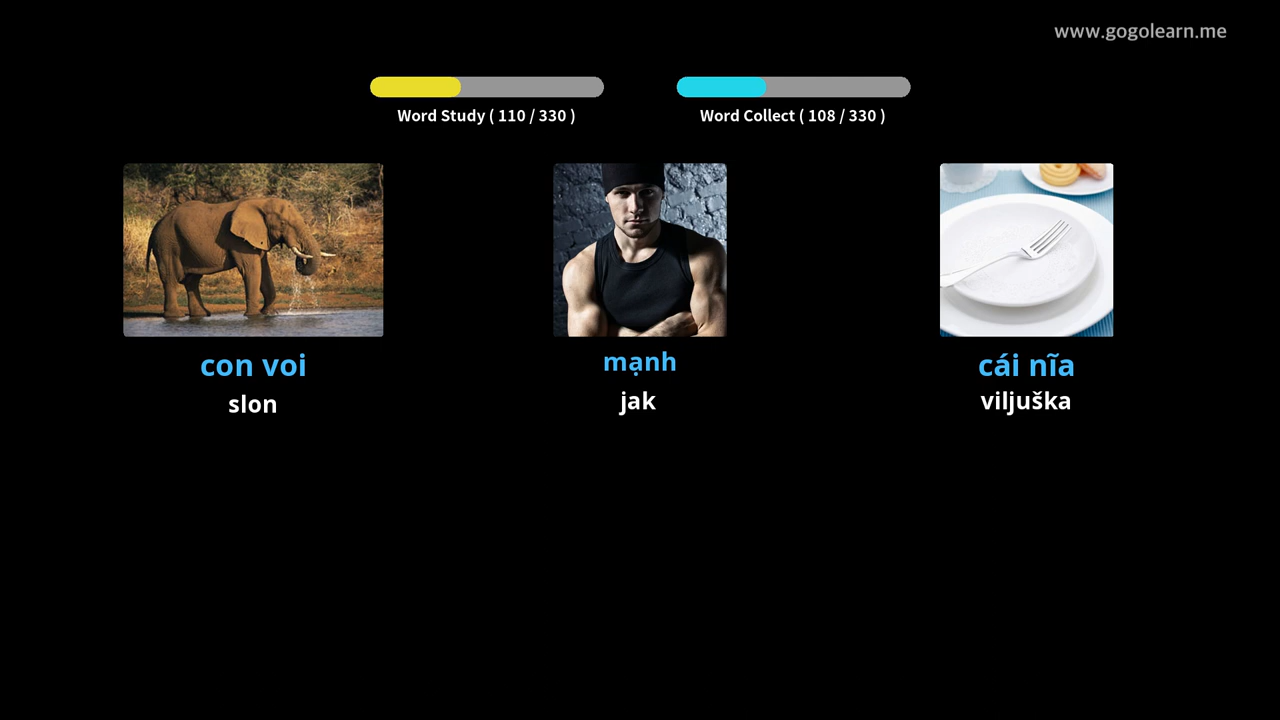 www.gogolearn.me
Word Study ( 110 / 330 )
Word Collect ( 108 / 330 )
con voi
slon
mạnh
jak
cái nĩa
viljuška